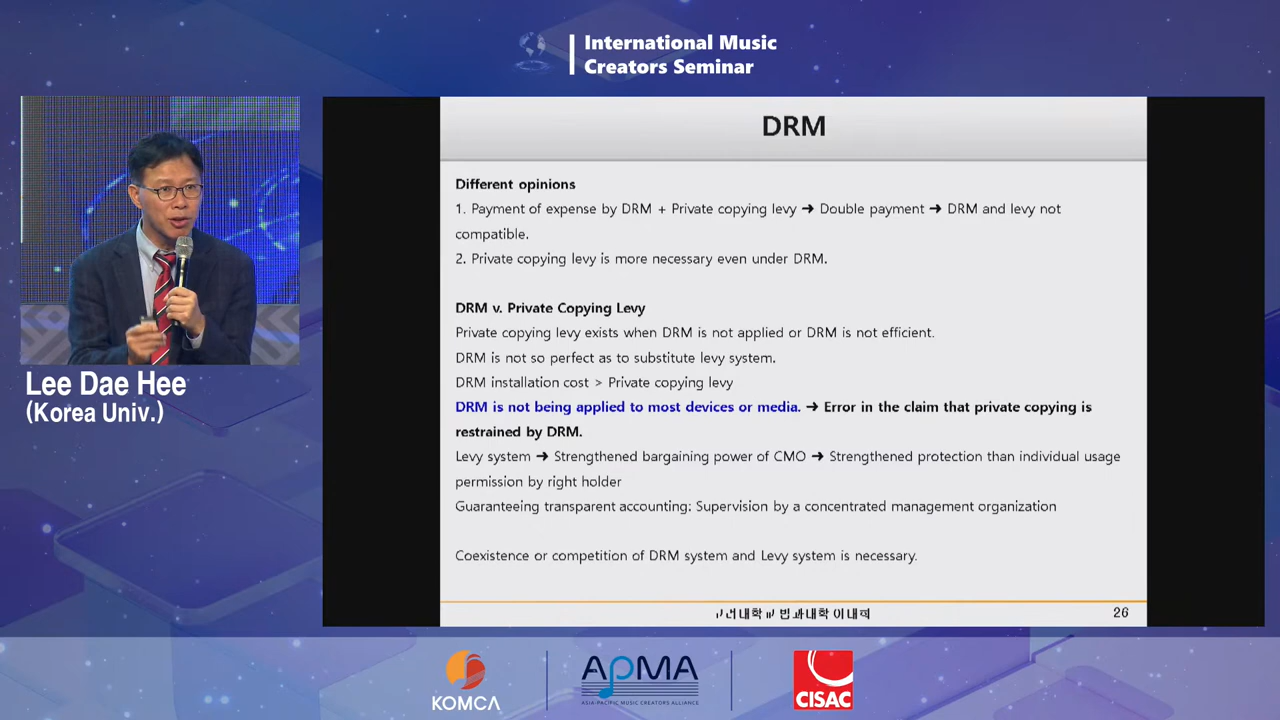 International Music
Creators Seminar
DRM
Different opinions
1. Payment of expense by DRM + Private copying levy ➜ Double payment ➜ DRM and levy not
compatible.
2. Private copying levy is more necessary even under DRM.
DRM v. Private Copying Levy
Private copying levy exists when DRM is not applied or DRM is not efficient.
DRM is not so perfect as to substitute levy system.
DRM installation cost > Private copying levy
DRM is not being applied to most devices or media. ➜ Error in the claim that private copying is
restrained by DRM.
Levy system ➜ Strengthened bargaining power of CMO ➜ Strengthened protection than individual usage
permission by right holder
Guaranteeing transparent accounting: Supervision by a concentrated management organization
Coexistence or competition of DRM system and Levy system is necessary.
26
Lee Dae Hee
(Korea Univ.)
KOMCA
APMA
ASIA-PACIFIC MUSIC CREATORS ALLIANCE
CISAC